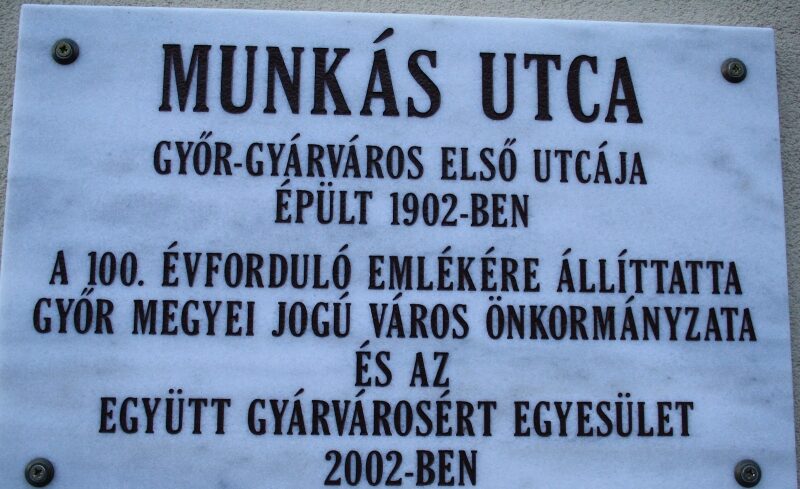 MUNKÁS UTCA
GYŐR-GYÁRVÁROS ELSŐ UTCÁJA
ÉPÜLT 1902-BEN
A 100. ÉVFORDULÓ EMLÉKÉRE ÁLLÍTTATTA
GYŐR MEGYEI JOGÚ VÁROS ÖNKORMÁNYZATA
ÉS AZ
EGYÜTT GYÁRVÁROSÉRT EGYESÜLET
2002-BEN